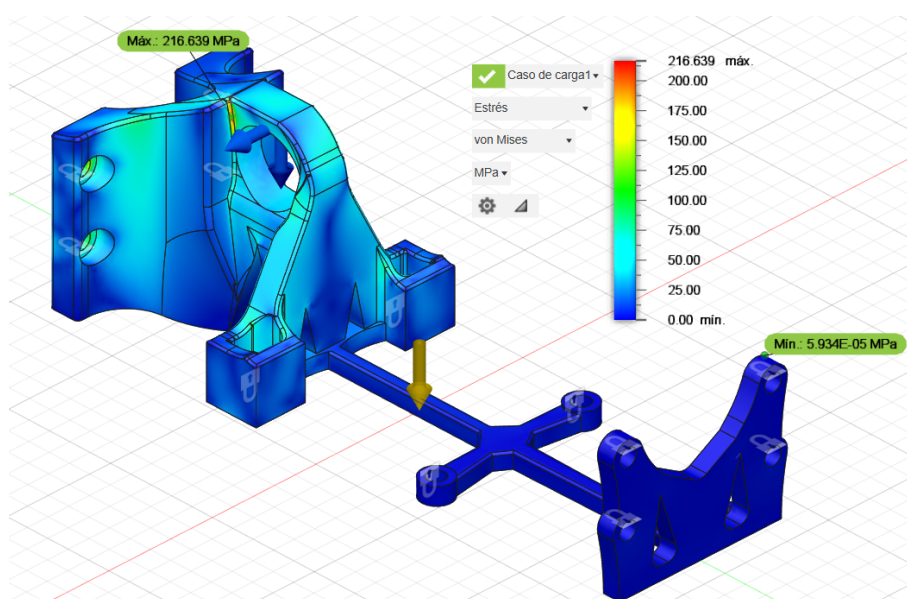 Máx.: 216.639 MPa
Caso de carga1
Estrés
von Mises
MPa
216.639 máx.
200.00
175.00
150.00
125.00
100.00
75.00
50.00
25.00
0.00 mín.
Mín.: 5.934E-05 MPa